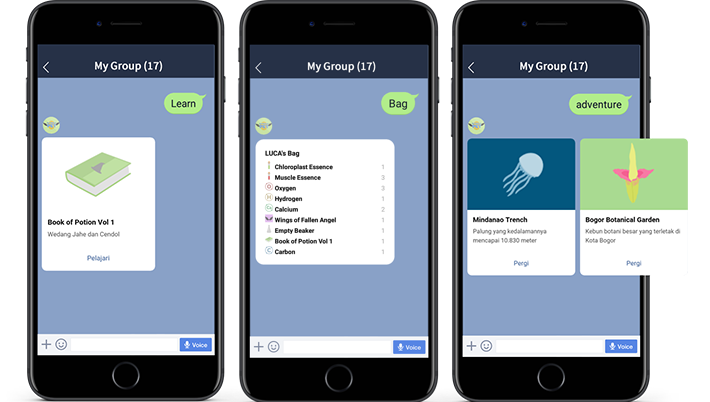 My Group (17)
Learn
Book of Potion Vol 1
Wedang Jahe dan Cendol
Pelajari
Voice
My Group (17)
Bag
LUCA's Bag
Chloroplast Essence 1
Muscle Essence 3
Oxygen 3
Hydrogen 1
Calcium 2
Wings of Fallen Angel 1
Empty Beaker 1
Book of Potion Vol 1 1
Carbon 1
Voice
My Group (17)
adventure
Mindanao Trench
Palung yang kedalamannya
mencapai 10.830 meter
Pergi
Bogor Botanical Garden
Kebun botani besar yang terletak di
Kota Bogor
Pergi
Voice